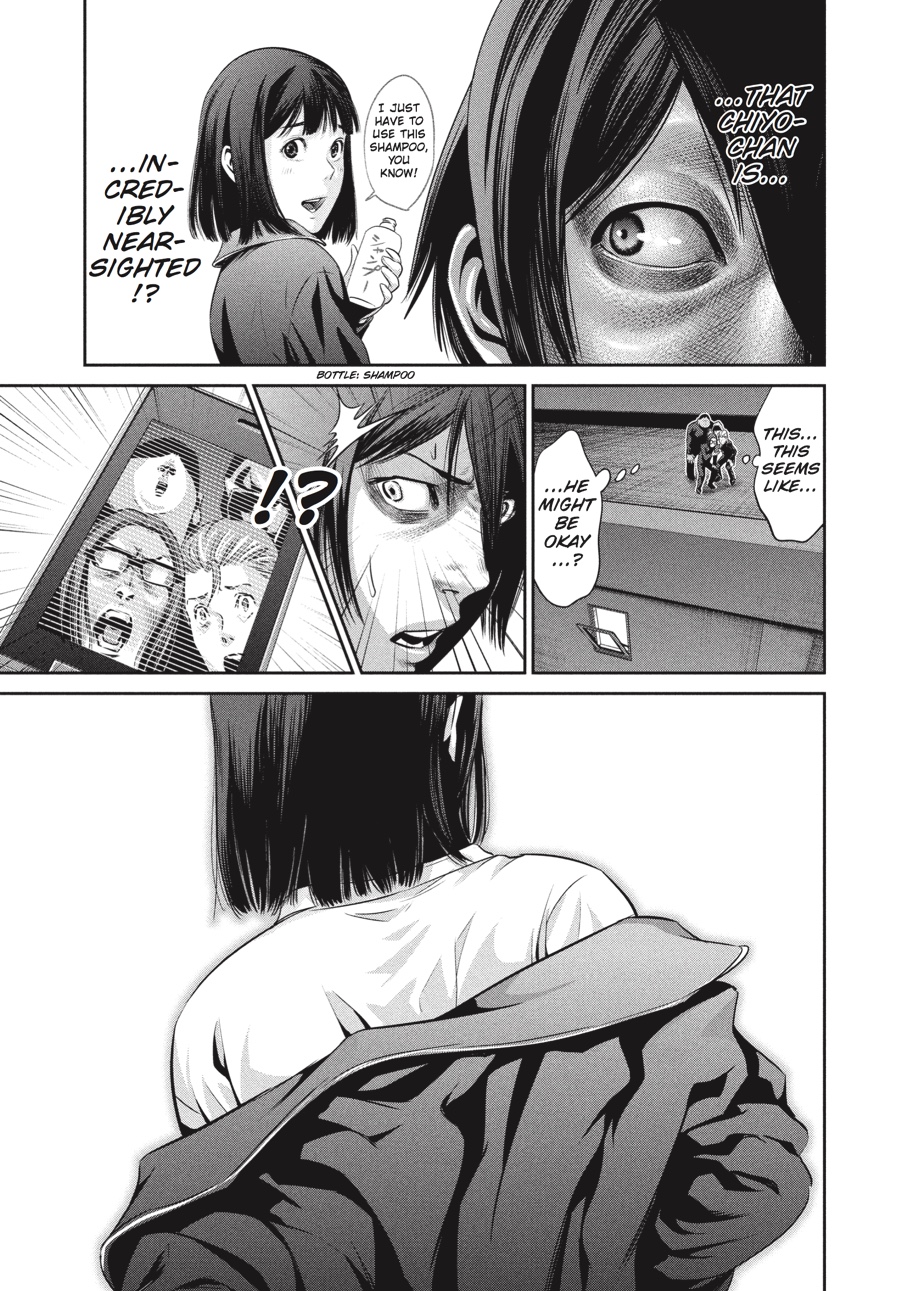 ...THAT
CHIYO-
CHAN
IS...
I JUST
HAVE TO
USE THIS
SHAMPOO,
YOU
KNOW!
...IN-
CRED-
IBLY
NEAR-
SIGHTED
!?
BOTTLE: SHAMPOO
THIS...
THIS
SEEMS
LIKE...
...HE
MIGHT
BE
OKAY
...?
!?